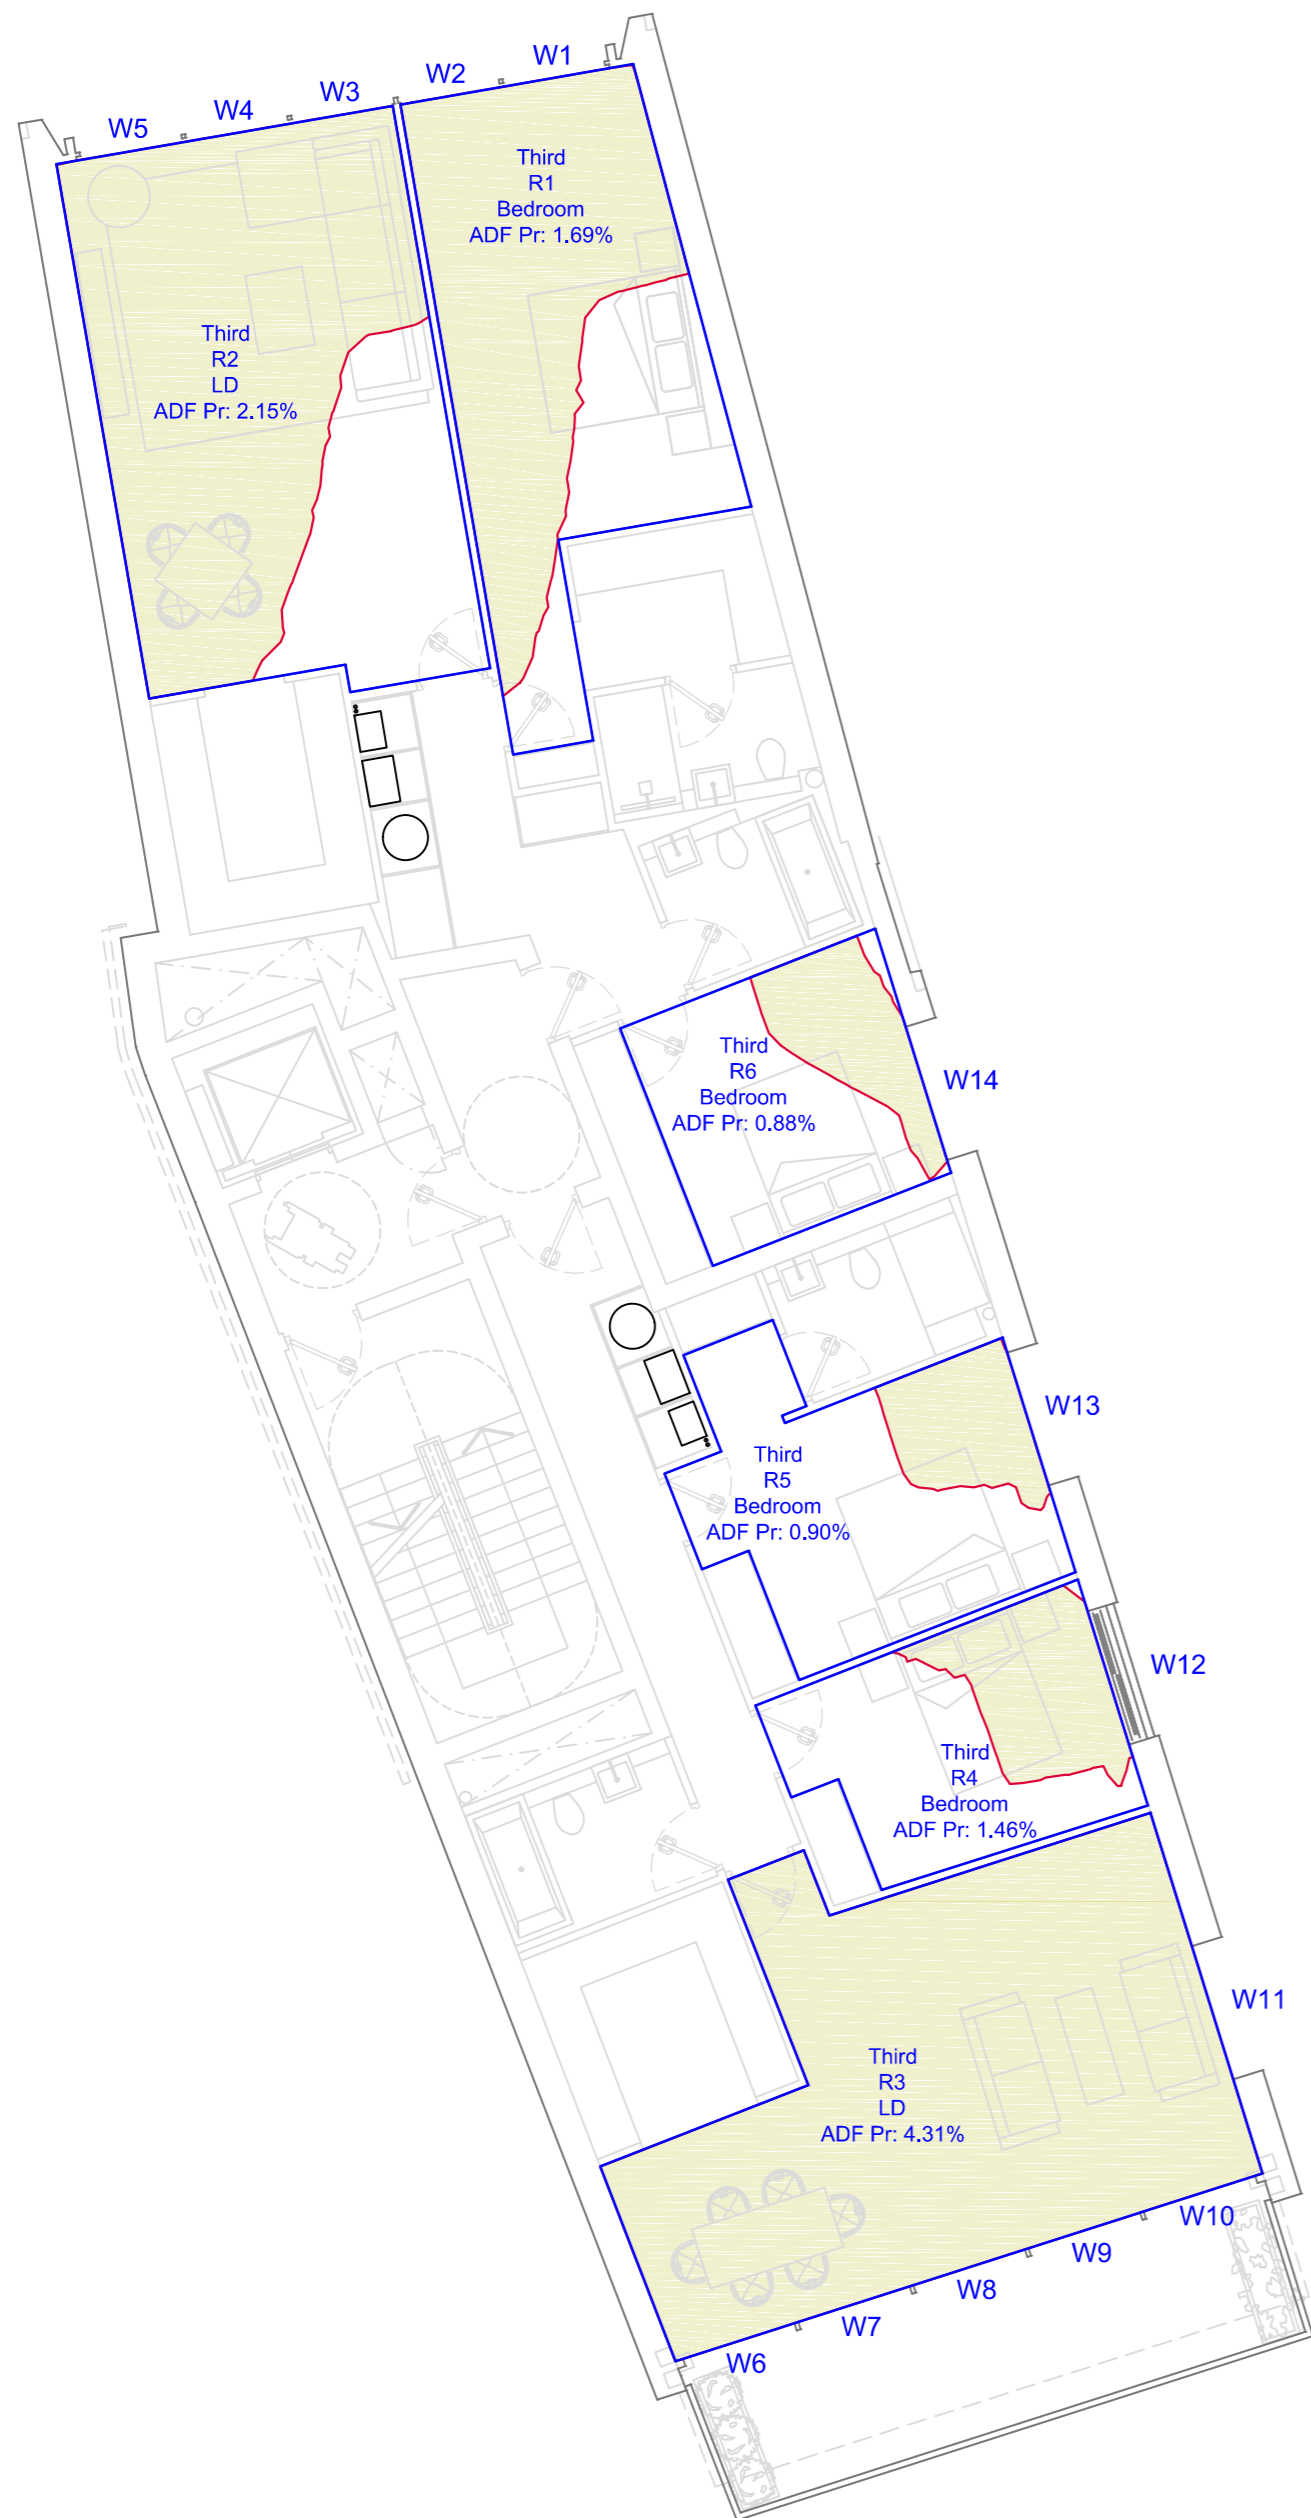 W1
W2
W3
W4
W5
Third
R1
Bedroom
ADF Pr: 1.69%
Third
R2
LD
ADF Pr: 2.15%
Third
R6
Bedroom
ADF Pr: 0.88%
W14
W13
Third
R5
Bedroom
ADF Pr: 0.90%
W12
Third
R4
Bedroom
ADF Pr: 1.46%
W11
Third
R3
LD
ADF Pr: 4.31%
W10
W9
W8
W7
W6